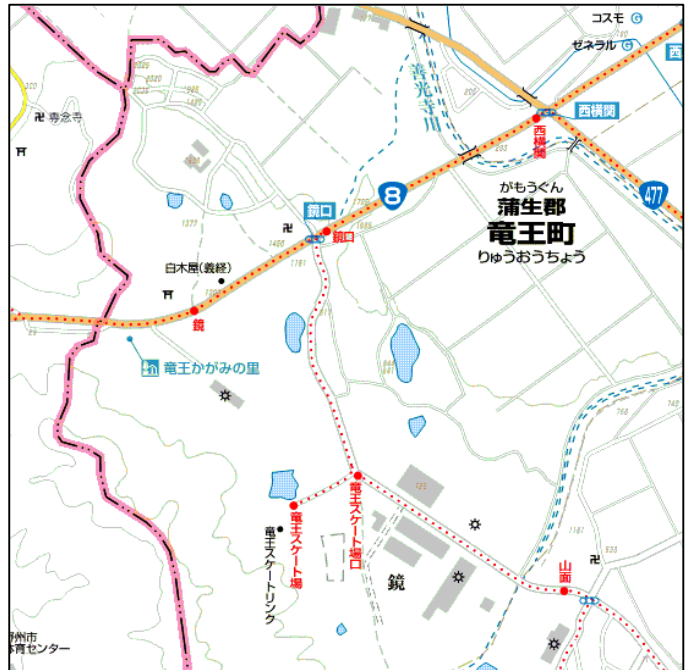 コスモ
ゼネラル
西
専念寺
善光寺川
西横関
西横関
477
8
がもうぐん
蒲生郡
竜王町
りゅうおうちょう
鏡口
鏡口
白木屋(義経)
鏡
竜王かがみの里
竜王スケート場口
竜王スケート場
竜王スケートリンク
鏡
山面